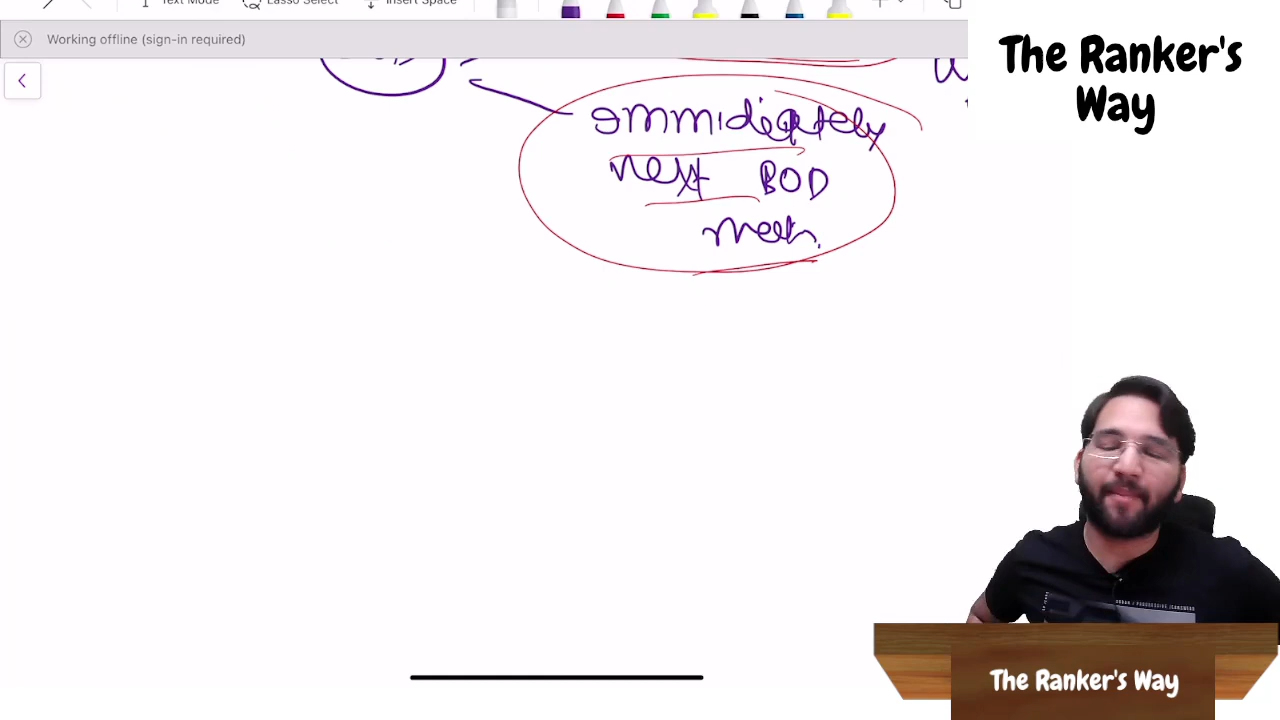 Text Mode
Lasso Select
Insert Space
Working offline (sign-in required)
The Ranker's
Way
Immidiately
next BOD
meeth.
The Ranker's Way